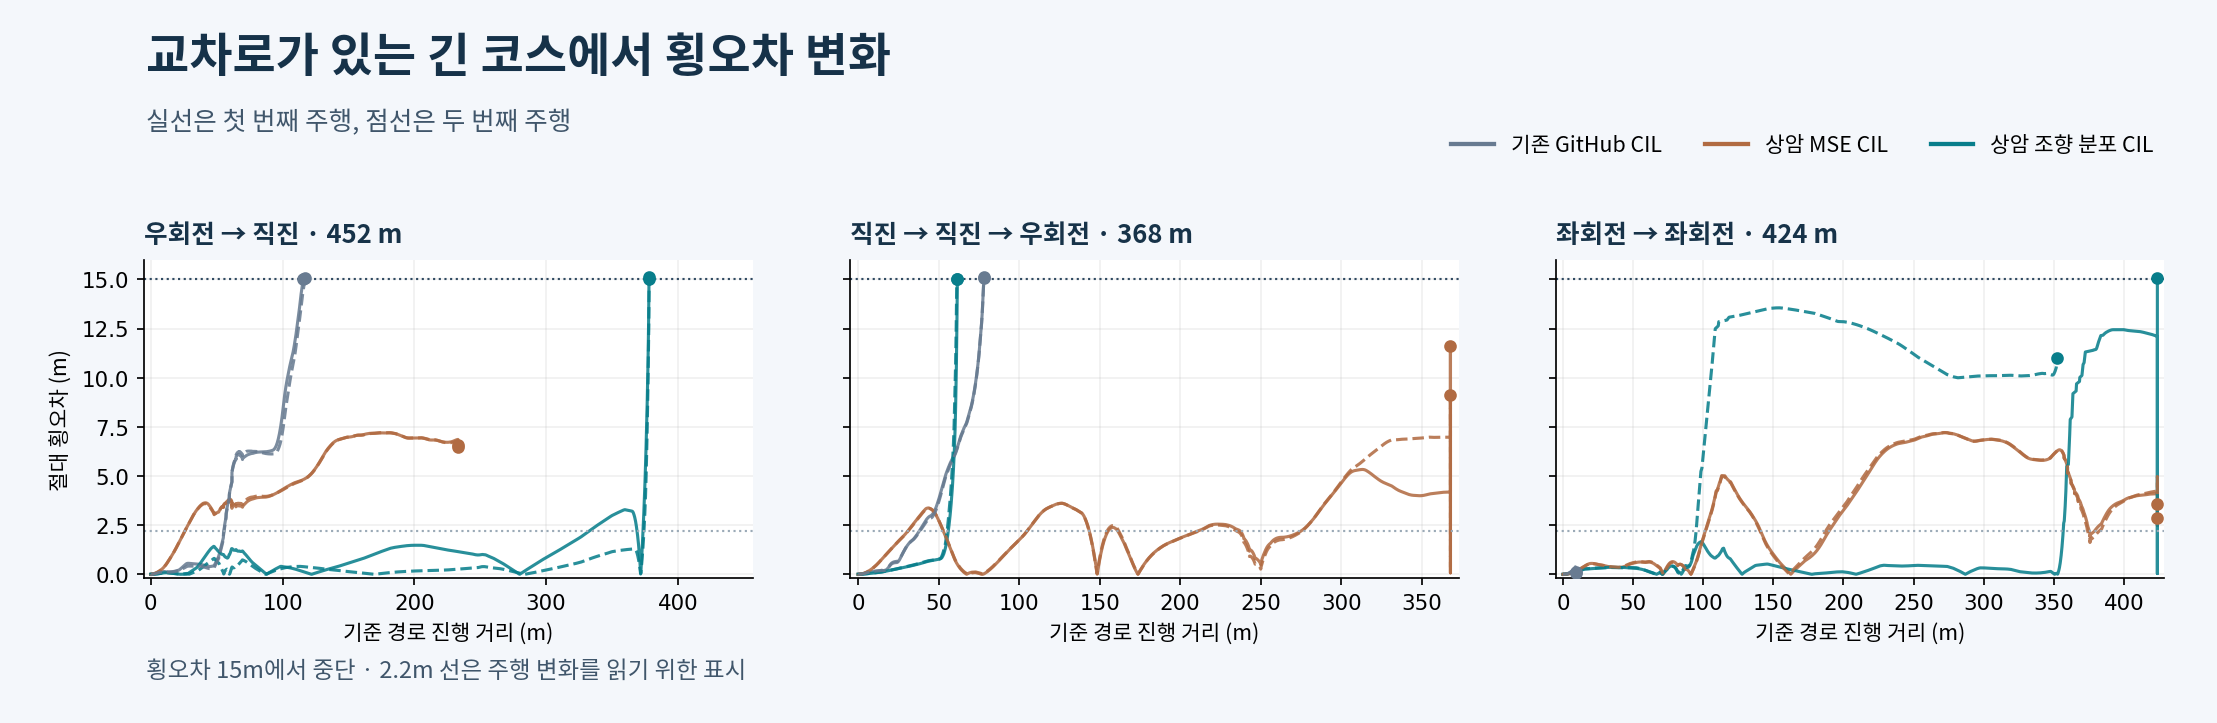 교차로가 있는 긴 코스에서 횡오차 변화
실선은 첫 번째 주행, 점선은 두 번째 주행
기존 GitHub CIL 상암 MSE CIL 상암 조향 분포 CIL
우회전 → 직진 · 452 m
직진 → 직진 → 우회전 · 368 m
좌회전 → 좌회전 · 424 m
절대 횡오차 (m)
15.0
12.5
10.0
7.5
5.0
2.5
0.0
0 100 200 300 400
기준 경로 진행 거리 (m)
0 50 100 150 200 250 300 350
기준 경로 진행 거리 (m)
0 50 100 150 200 250 300 350 400
기준 경로 진행 거리 (m)
횡오차 15m에서 중단 · 2.2m 선은 주행 변화를 읽기 위한 표시